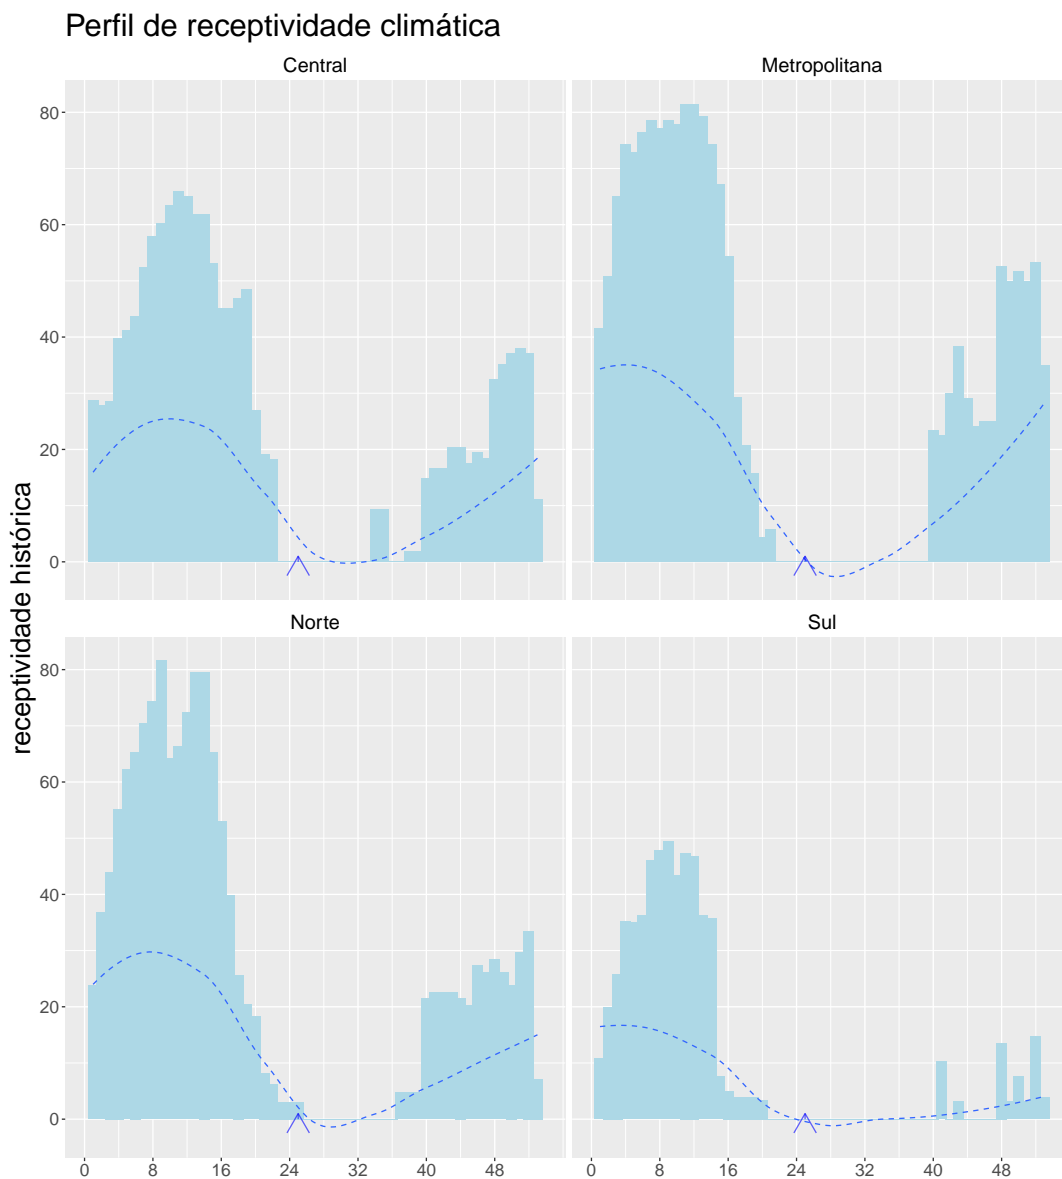 Perfil de receptividade climática
Central
Metropolitana
80
60
40
20
0
receptividade histórica
Norte
Sul
80
60
40
20
0
0 8 16 24 32 40 48
0 8 16 24 32 40 48